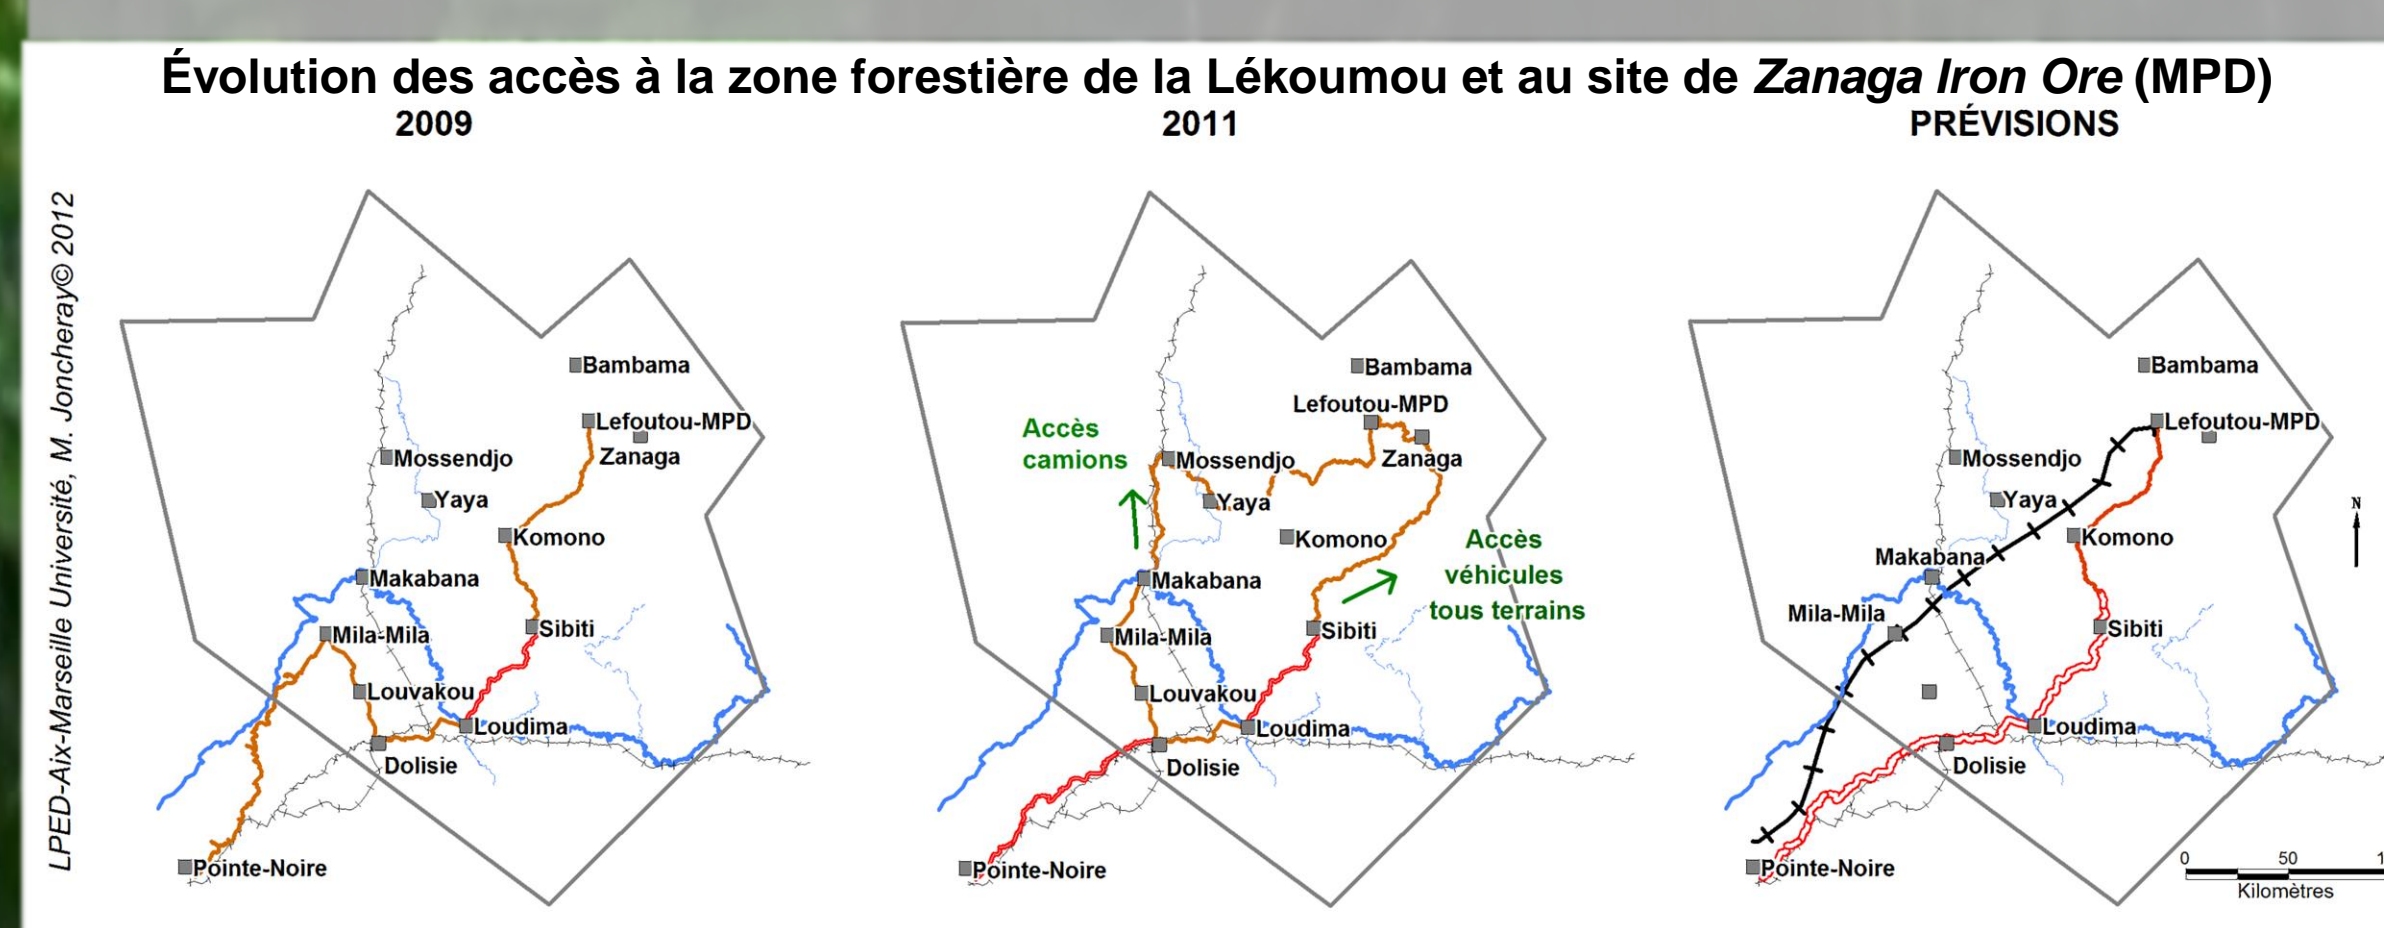 Évolution des accès à la zone forestière de la Lékoumou et au site de Zanaga Iron Ore (MPD)
2009
2011
PRÉVISIONS
LPED-Aix-Marseille Université, M. Joncheray© 2012
Bambama
Lefoutou-MPD
Zanaga
Mossendjo
Yaya
Komono
Makabana
Mila-Mila
Sibiti
Louvakou
Loudima
Dolisie
Pointe-Noire
Bambama
Lefoutou-MPD
Accès
camions
Mossendjo
Zanaga
Yaya
Komono
Accès
véhicules
tous terrains
Makabana
Mila-Mila
Sibiti
Louvakou
Loudima
Dolisie
Pointe-Noire
Bambama
Lefoutou-MPD
Mossendjo
Yaya
N
Komono
Makabana
Mila-Mila
Sibiti
Loudima
Dolisie
Pointe-Noire
0 50
Kilomètres